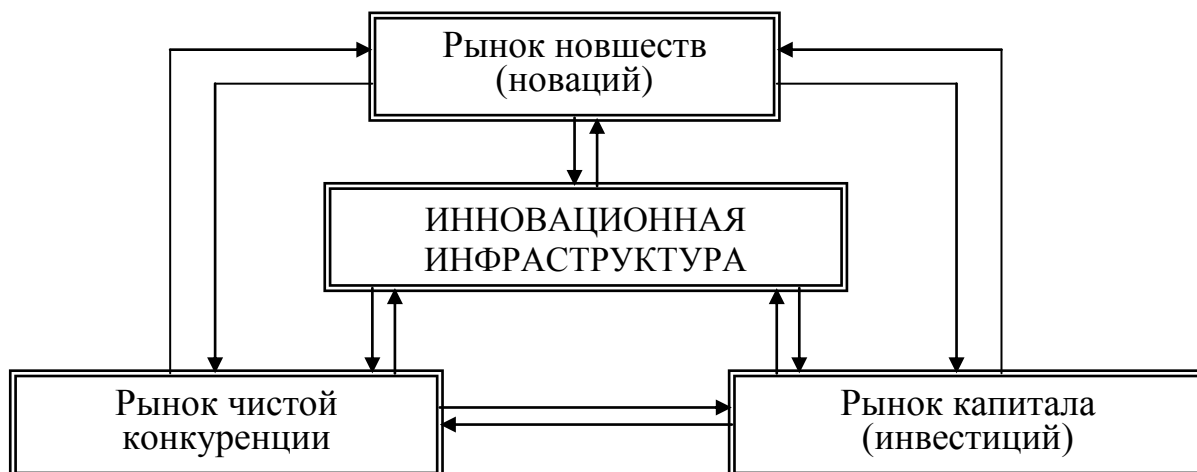 Рынок новшеств
(новаций)
ИННОВАЦИОННАЯ
ИНФРАСТРУКТУРА
Рынок чистой
конкуренции
Рынок капитала
(инвестиций)